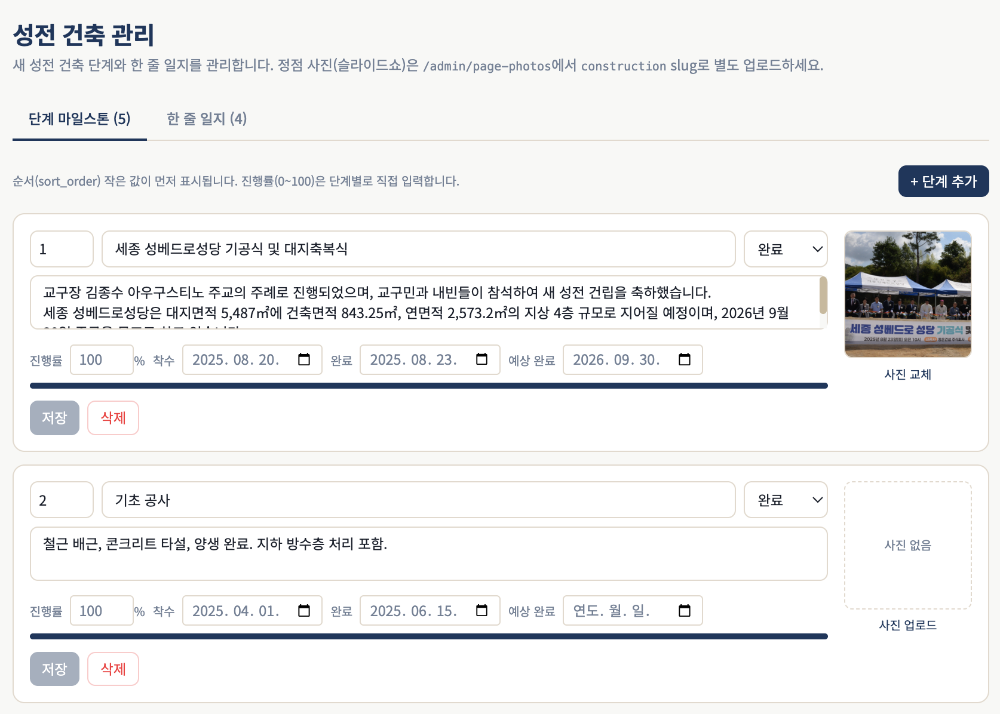 성전 건축 관리
새 성전 건축 단계와 한 줄 일지를 관리합니다. 정점 사진(슬라이드쇼)은 /admin/page-photos에서 construction slug로 별도 업로드하세요.
단계 마일스톤 (5) 한 줄 일지 (4)
순서(sort_order) 작은 값이 먼저 표시됩니다. 진행률(0~100)은 단계별로 직접 입력합니다.
+ 단계 추가
1 세종 성베드로성당 기공식 및 대지축복식 완료
교구장 김종수 아우구스티노 주교의 주례로 진행되었으며, 교구민과 내빈들이 참석하여 새 성전 건립을 축하했습니다.
세종 성베드로성당은 대지면적 5,487㎡에 건축면적 843.25㎡, 연면적 2,573.2㎡의 지상 4층 규모로 지어질 예정이며, 2026년 9월
세종 성베드로 성당 기공식 및
2025년 8월 23일(토) 오전 10시
진행률 100 % 착수 2025. 08. 20. 완료 2025. 08. 23. 예상 완료 2026. 09. 30.
사진 교체
저장 삭제
2 기초 공사 완료
철근 배근, 콘크리트 타설, 양생 완료. 지하 방수층 처리 포함.
사진 없음
진행률 100 % 착수 2025. 04. 01. 완료 2025. 06. 15. 예상 완료 연도. 월. 일.
사진 업로드
저장 삭제